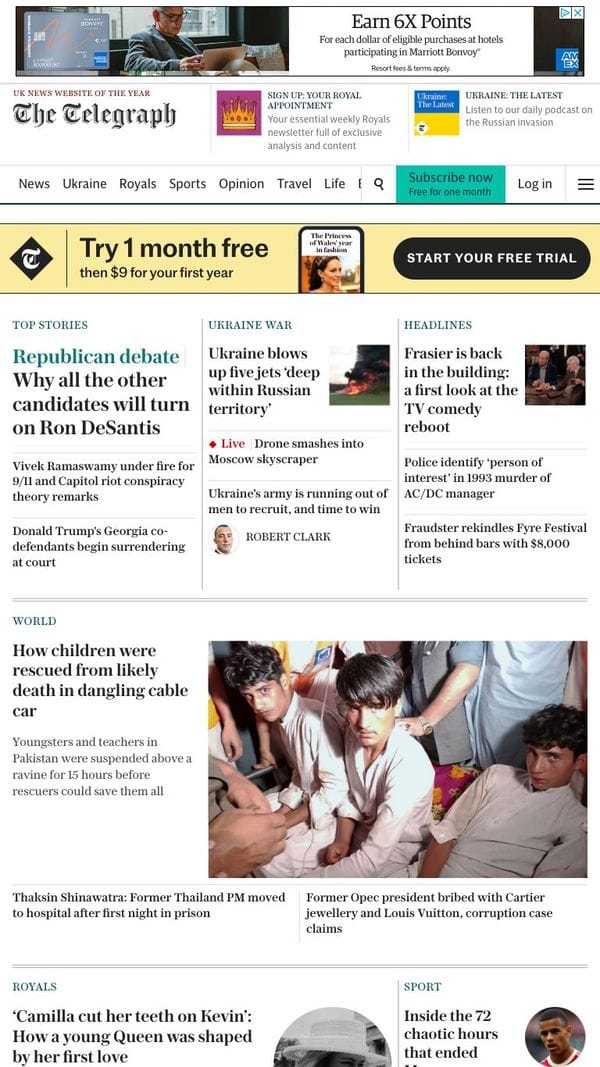 Earn 6X Points
For each dollar of eligible purchases at hotels
participating in Marriott Bonvoy®
Resort fees & terms apply.
AM
EX
UK NEWS WEBSITE OF THE YEAR
The Telegraph
SIGN UP: YOUR ROYAL
APPOINTMENT
Your essential weekly Royals
newsletter full of exclusive
analysis and content
Ukraine:
The Latest
UKRAINE: THE LATEST
Listen to our daily podcast on
the Russian invasion
News Ukraine Royals Sports Opinion Travel Life
Subscribe now
Free for one month
Log in
Try 1 month free
then $9 for your first year
The Princess
of Wales' year
in fashion
START YOUR FREE TRIAL
TOP STORIES
Republican debate
Why all the other
candidates will turn
on Ron DeSantis
Vivek Ramaswamy under fire for
9/11 and Capitol riot conspiracy
theory remarks
Donald Trump's Georgia co-
defendants begin surrendering
at court
UKRAINE WAR
Ukraine blows
up five jets 'deep
within Russian
territory'
Live Drone smashes into
Moscow skyscraper
Ukraine's army is running out of
men to recruit, and time to win
ROBERT CLARK
HEADLINES
Frasier is back
in the building:
a first look at the
TV comedy
reboot
Police identify 'person of
interest' in 1993 murder of
AC/DC manager
Fraudster rekindles Fyre Festival
from behind bars with $8,000
tickets
WORLD
How children were
rescued from likely
death in dangling cable
car
Youngsters and teachers in
Pakistan were suspended above a
ravine for 15 hours before
rescuers could save them all
Thaksin Shinawatra: Former Thailand PM moved
to hospital after first night in prison
Former Opec president bribed with Cartier
jewellery and Louis Vuitton, corruption case
claims
ROYALS
'Camilla cut her teeth on Kevin':
How a young Queen was shaped
by her first love
SPORT
Inside the 72
chaotic hours
that ended